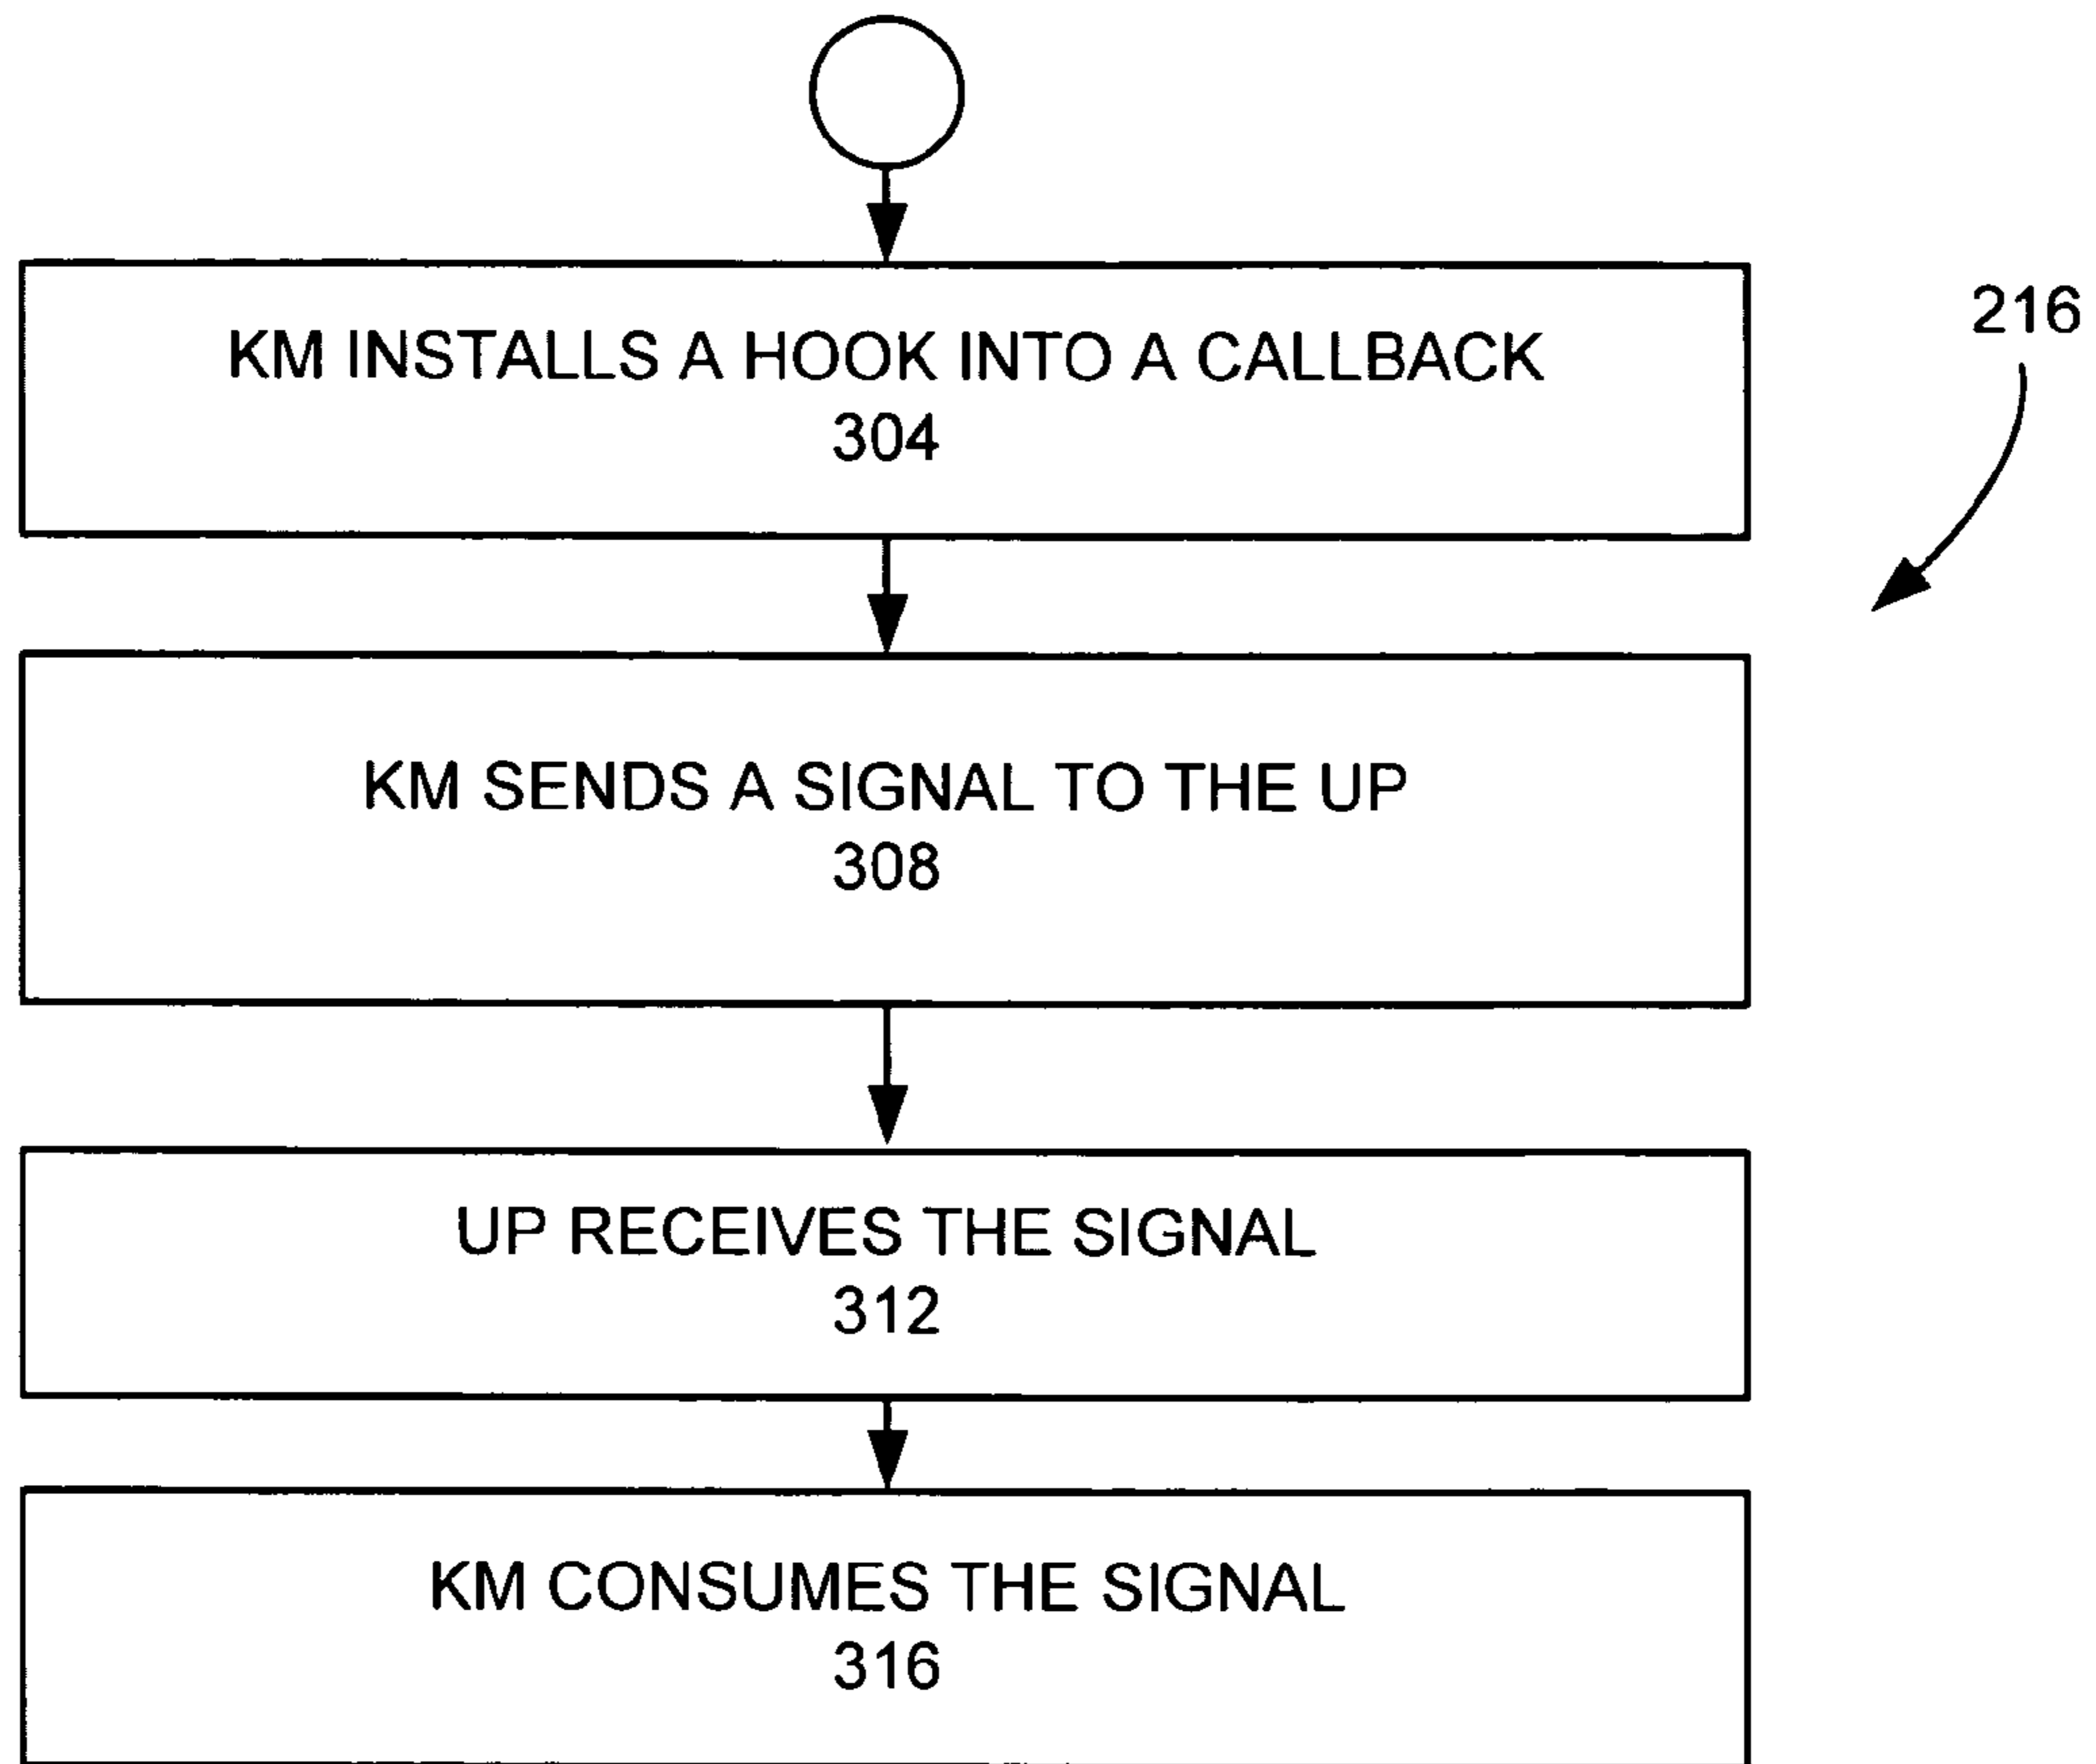 KM INSTALLS A HOOK INTO A CALLBACK
304
216
KM SENDS A SIGNAL TO THE UP
308
UP RECEIVES THE SIGNAL
312
KM CONSUMES THE SIGNAL
316